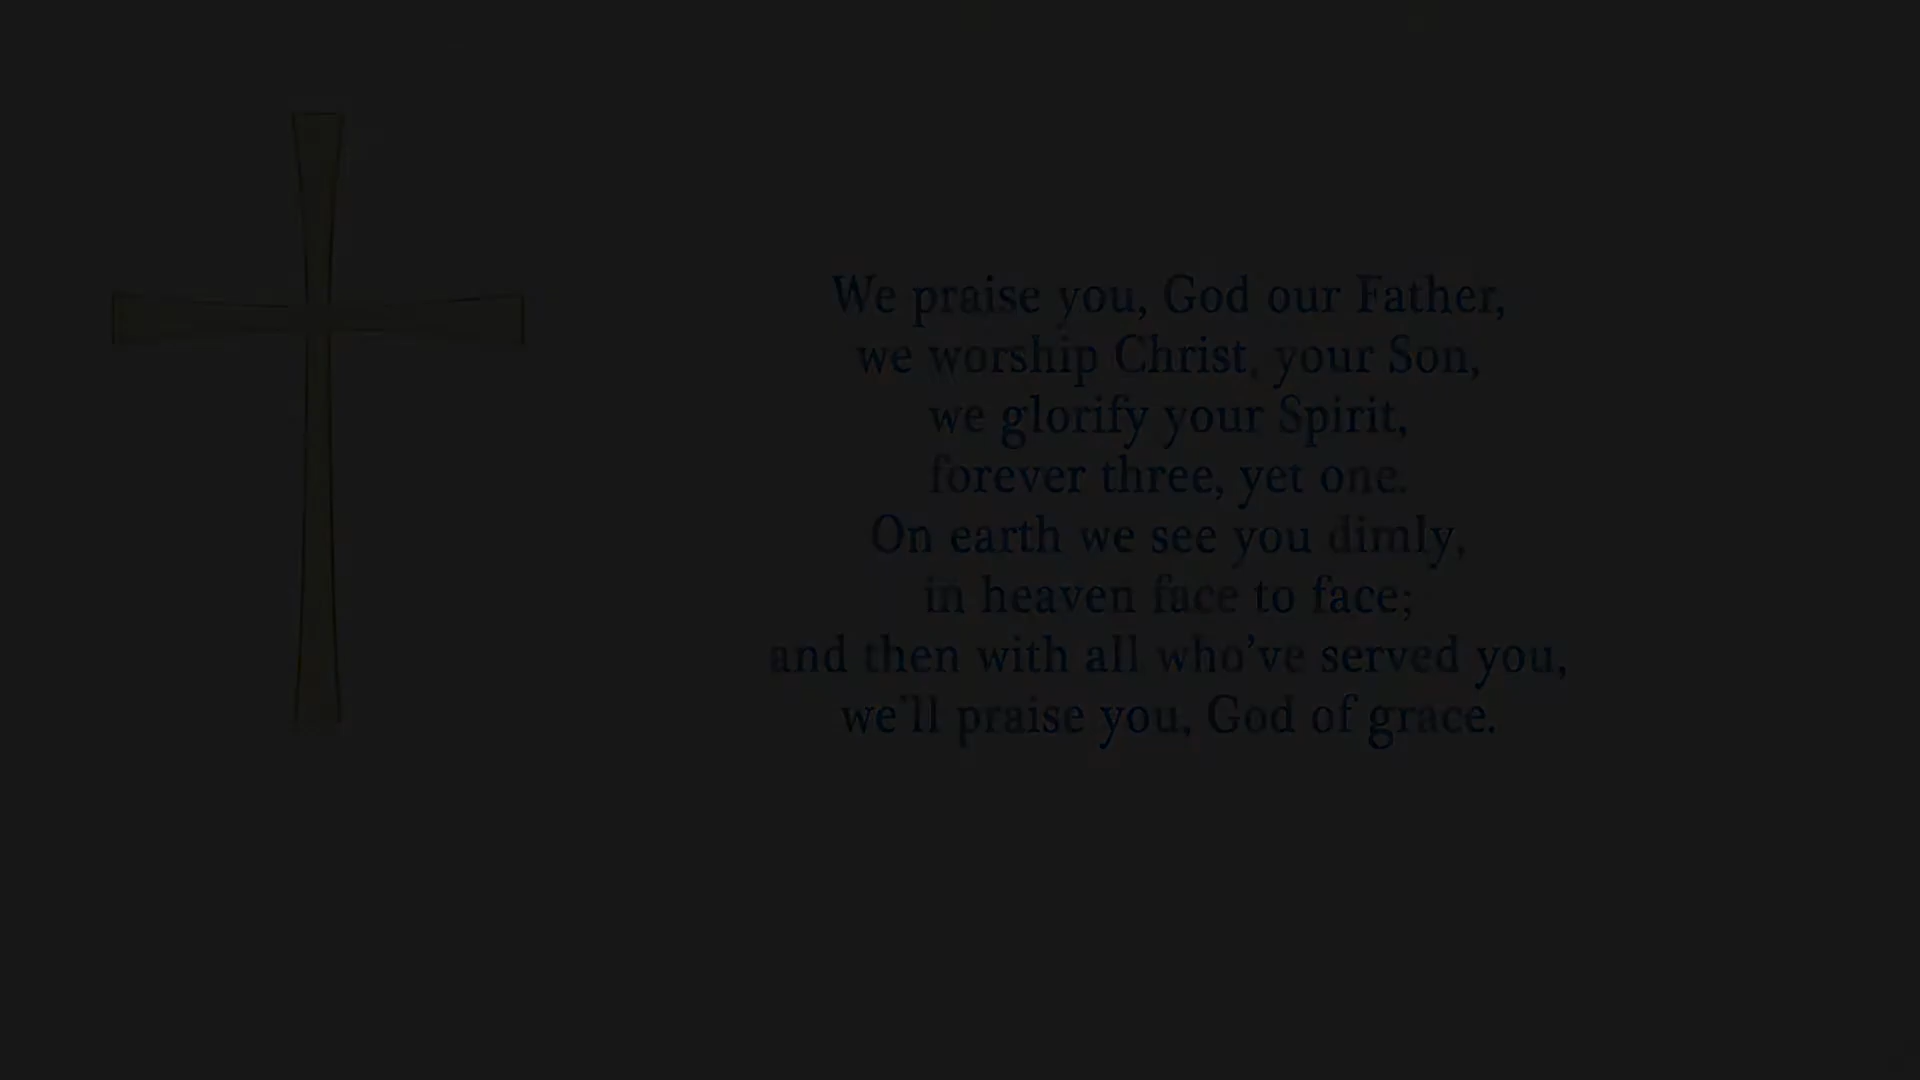 We praise you, God our Father,
we worship Christ, your Son,
we glorify your Spirit,
forever three, yet one.
On earth we see you dimly,
in heaven face to face;
and then with all who’ve served you,
we’ll praise you, God of grace.